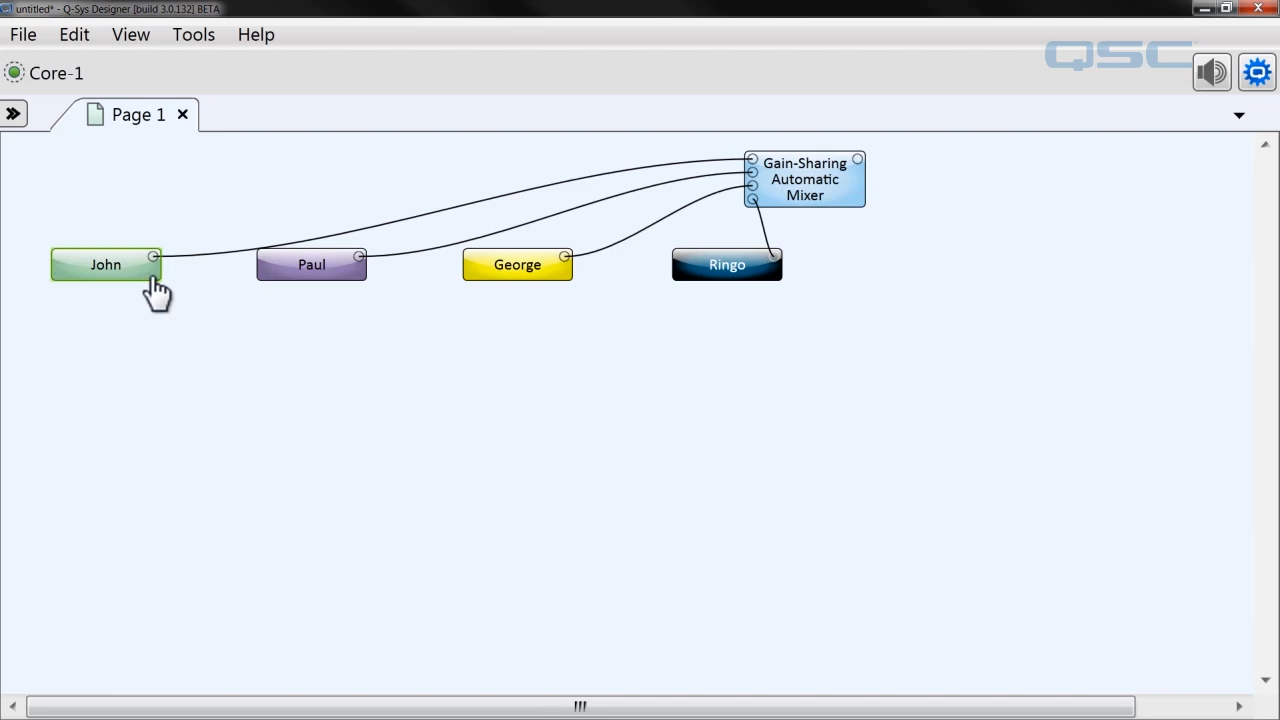 untitled* - Q-Sys Designer [build 3.0.132] BETA
File Edit View Tools Help
QSC
Core-1
Page 1
Gain-Sharing
Automatic
Mixer
John Paul George Ringo